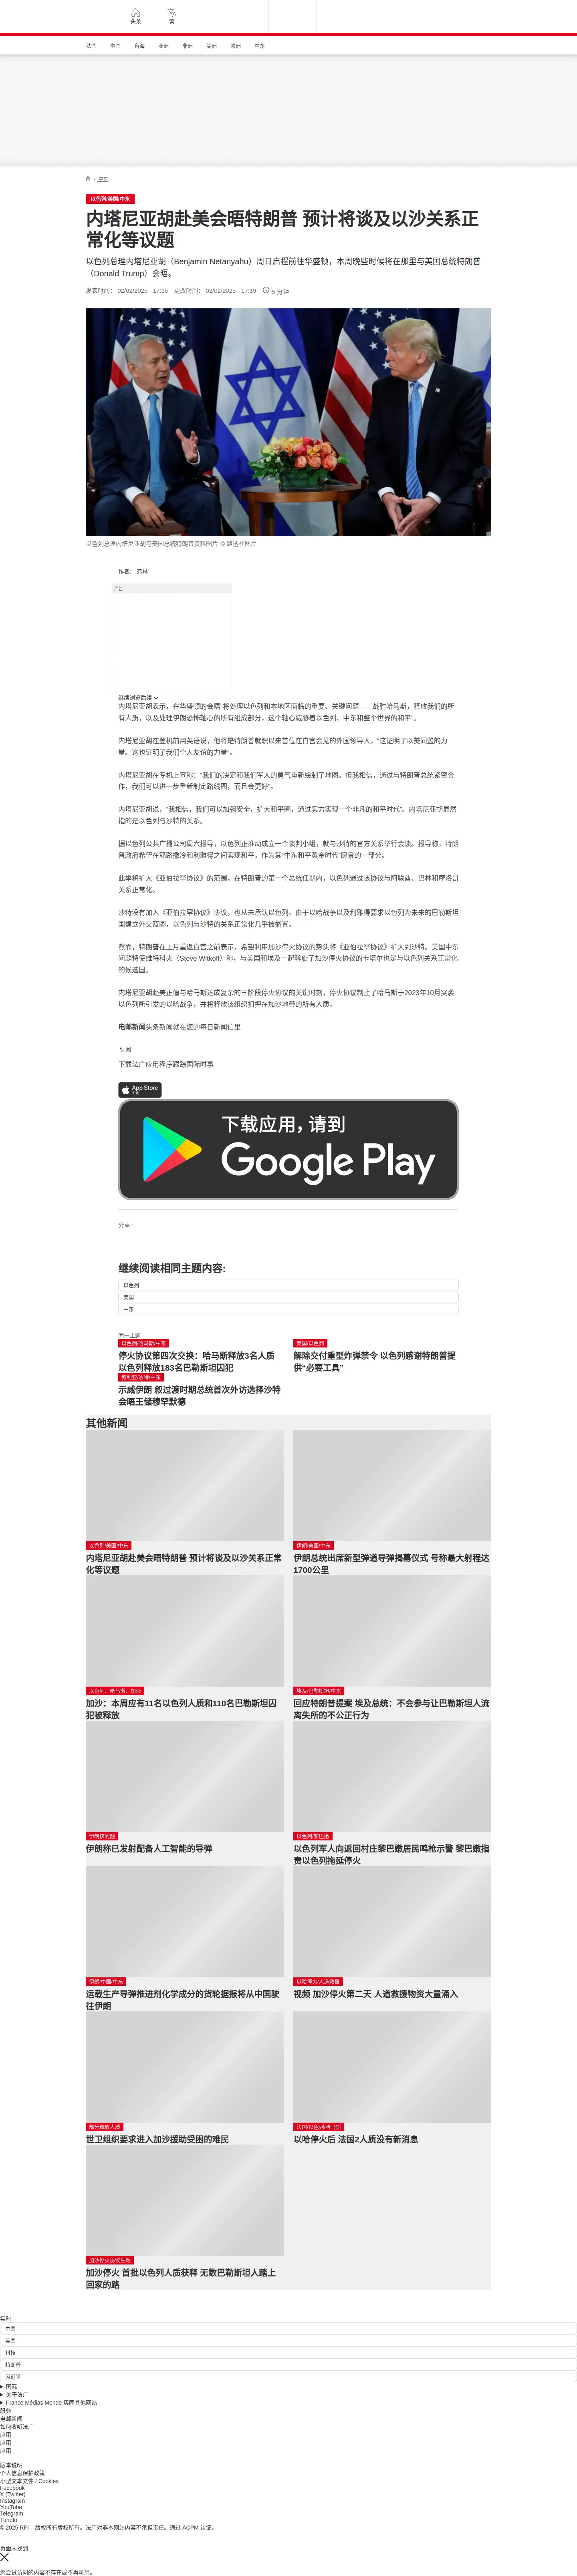 头条
繁
法国
中国
台海
亚洲
非洲
美洲
欧洲
中东
/ 中东
以色列/美国/中东
内塔尼亚胡赴美会晤特朗普 预计将谈及以沙关系正
常化等议题
以色列总理内塔尼亚胡（Benjamin Netanyahu）周日启程前往华盛顿，本周晚些时候将在那里与美国总统特朗普
（Donald Trump）会晤。
发表时间： 02/02/2025 - 17:15 更改时间： 02/02/2025 - 17:19 5 分钟
以色列总理内塔尼亚胡与美国总统特朗普资料图片 © 路透社图片
作者： 弗林
广告
继续浏览后续
内塔尼亚胡表示，在华盛顿的会晤“将处理以色列和本地区面临的重要、关键问题——战胜哈马斯，释放我们的所
有人质，以及处理伊朗恐怖轴心的所有组成部分，这个轴心威胁着以色列、中东和整个世界的和平”。
内塔尼亚胡在登机前用英语说，他将是特朗普就职以来首位在白宫会见的外国领导人，“这证明了以美同盟的力
量。这也证明了我们个人友谊的力量”。
内塔尼亚胡在专机上宣称：“我们的决定和我们军人的勇气重新绘制了地图。但我相信，通过与特朗普总统紧密合
作，我们可以进一步重新制定路线图，而且会更好”。
内塔尼亚胡说，“我相信，我们可以加强安全，扩大和平圈，通过实力实现一个非凡的和平时代”。内塔尼亚胡显然
指的是以色列与沙特的关系。
据以色列公共广播公司周六报导，以色列正推动成立一个谈判小组，就与沙特的官方关系举行会谈。报导称，特朗
普政府希望在耶路撒冷和利雅得之间实现和平，作为其“中东和平黄金时代”愿景的一部分。
此举将扩大《亚伯拉罕协议》的范围，在特朗普的第一个总统任期内，以色列通过该协议与阿联酋、巴林和摩洛哥
关系正常化。
沙特没有加入《亚伯拉罕协议》协议，也从未承认以色列。由于以哈战争以及利雅得要求以色列为未来的巴勒斯坦
国建立外交蓝图，以色列与沙特的关系正常化几乎被搁置。
然而，特朗普在上月重返白宫之前表示，希望利用加沙停火协议的势头将《亚伯拉罕协议》扩大到沙特。美国中东
问题特使维特科夫（Steve Witkoff）称，与美国和埃及一起斡旋了加沙停火协议的卡塔尔也是与以色列关系正常化
的候选国。
内塔尼亚胡赴美正值与哈马斯达成复杂的三阶段停火协议的关键时刻，停火协议制止了哈马斯于2023年10月突袭
以色列所引发的以哈战争，并将释放该组织扣押在加沙地带的所有人质。
电邮新闻头条新闻就在您的每日新闻信里
订阅
下载法广应用程序跟踪国际时事
App Store
下载
下载应用，请到
Google Play
分享 :
继续阅读相同主题内容:
以色列
美国
中东
同一主题
以色列/哈马斯/中东
停火协议第四次交换：哈马斯释放3名人质
以色列释放183名巴勒斯坦囚犯
美国/以色列
解除交付重型炸弹禁令 以色列感谢特朗普提
供“必要工具”
叙利亚/沙特/中东
示威伊朗 叙过渡时期总统首次外访选择沙特
会晤王储穆罕默德
其他新闻
以色列/美国/中东
内塔尼亚胡赴美会晤特朗普 预计将谈及以沙关系正常
化等议题
伊朗/美国/中东
伊朗总统出席新型弹道导弹揭幕仪式 号称最大射程达
1700公里
以色列、哈马斯、加沙
加沙：本周应有11名以色列人质和110名巴勒斯坦囚
犯被释放
埃及/巴勒斯坦/中东
回应特朗普提案 埃及总统：不会参与让巴勒斯坦人流
离失所的不公正行为
伊朗核问题
伊朗称已发射配备人工智能的导弹
以色列/黎巴嫩
以色列军人向返回村庄黎巴嫩居民鸣枪示警 黎巴嫩指
责以色列拖延停火
伊朗/中国/中东
运载生产导弹推进剂化学成分的货轮据报将从中国驶
往伊朗
以哈停火/人道救援
视频 加沙停火第二天 人道救援物资大量涌入
部分释放人质
世卫组织要求进入加沙援助受困的难民
法国/以色列/哈马斯
以哈停火后 法国2人质没有新消息
加沙停火协议生效
加沙停火 首批以色列人质获释 无数巴勒斯坦人踏上
回家的路
实时
中国
美国
科技
特朗普
习近平
国际
关于法广
France Médias Monde 集团其他网站
服务
电邮新闻
如何收听法广
应用
应用
应用
版本说明
个人信息保护政策
小型文本文件 / Cookies
Facebook
X (Twitter)
Instagram
YouTube
Telegram
TuneIn
© 2025 RFI – 版权所有版权所有。法广对非本网站内容不承担责任。通过 ACPM 认证。
页面未找到
您尝试访问的内容不存在或不再可用。